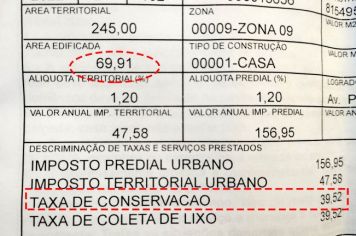 AREA TERRITORIAL ZONA
245,00 00009-ZONA 09
AREA EDIFICADA TIPO DE CONSTRUÇÃO
69,91 00001-CASA
ALIQUOTA TERRITORIAL (%) ALIQUOTA PREDIAL (%)
1,20 1,20
VALOR ANUAL IMP. TERRITORIAL VALOR ANUAL IMP. PREDIAL
47,58 156,95
DESCRIMINAÇÃO DE TAXAS E SERVIÇOS PRESTADOS
IMPOSTO PREDIAL URBANO 156,95
IMPOSTO TERRITORIAL URBANO 47,58
TAXA DE CONSERVACAO 39,52
TAXA DE COLETA DE LIXO 39,52